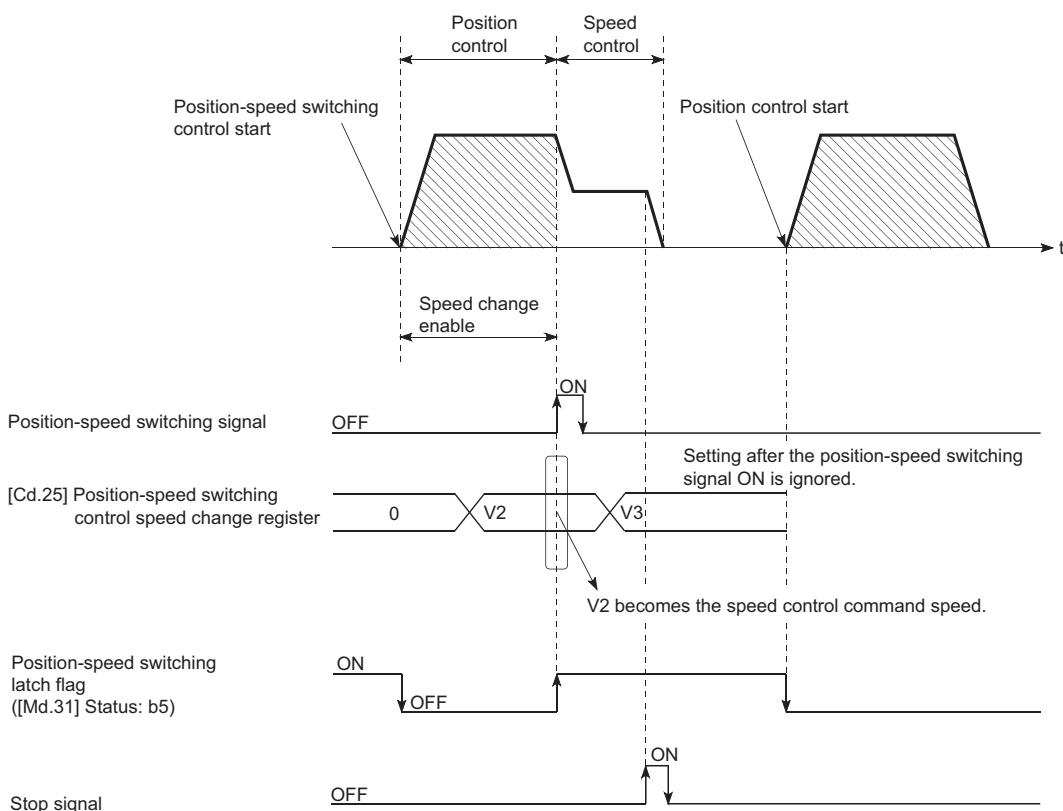 Position
control
Speed
control
Position-speed switching
control start
Position control start
t
Speed change
enable
ON
Position-speed switching signal
OFF
Setting after the position-speed switching
signal ON is ignored.
[Cd.25] Position-speed switching
control speed change register
0
V2
V3
V2 becomes the speed control command speed.
Position-speed switching
latch flag
([Md.31] Status: b5)
ON
OFF
ON
Stop signal
OFF